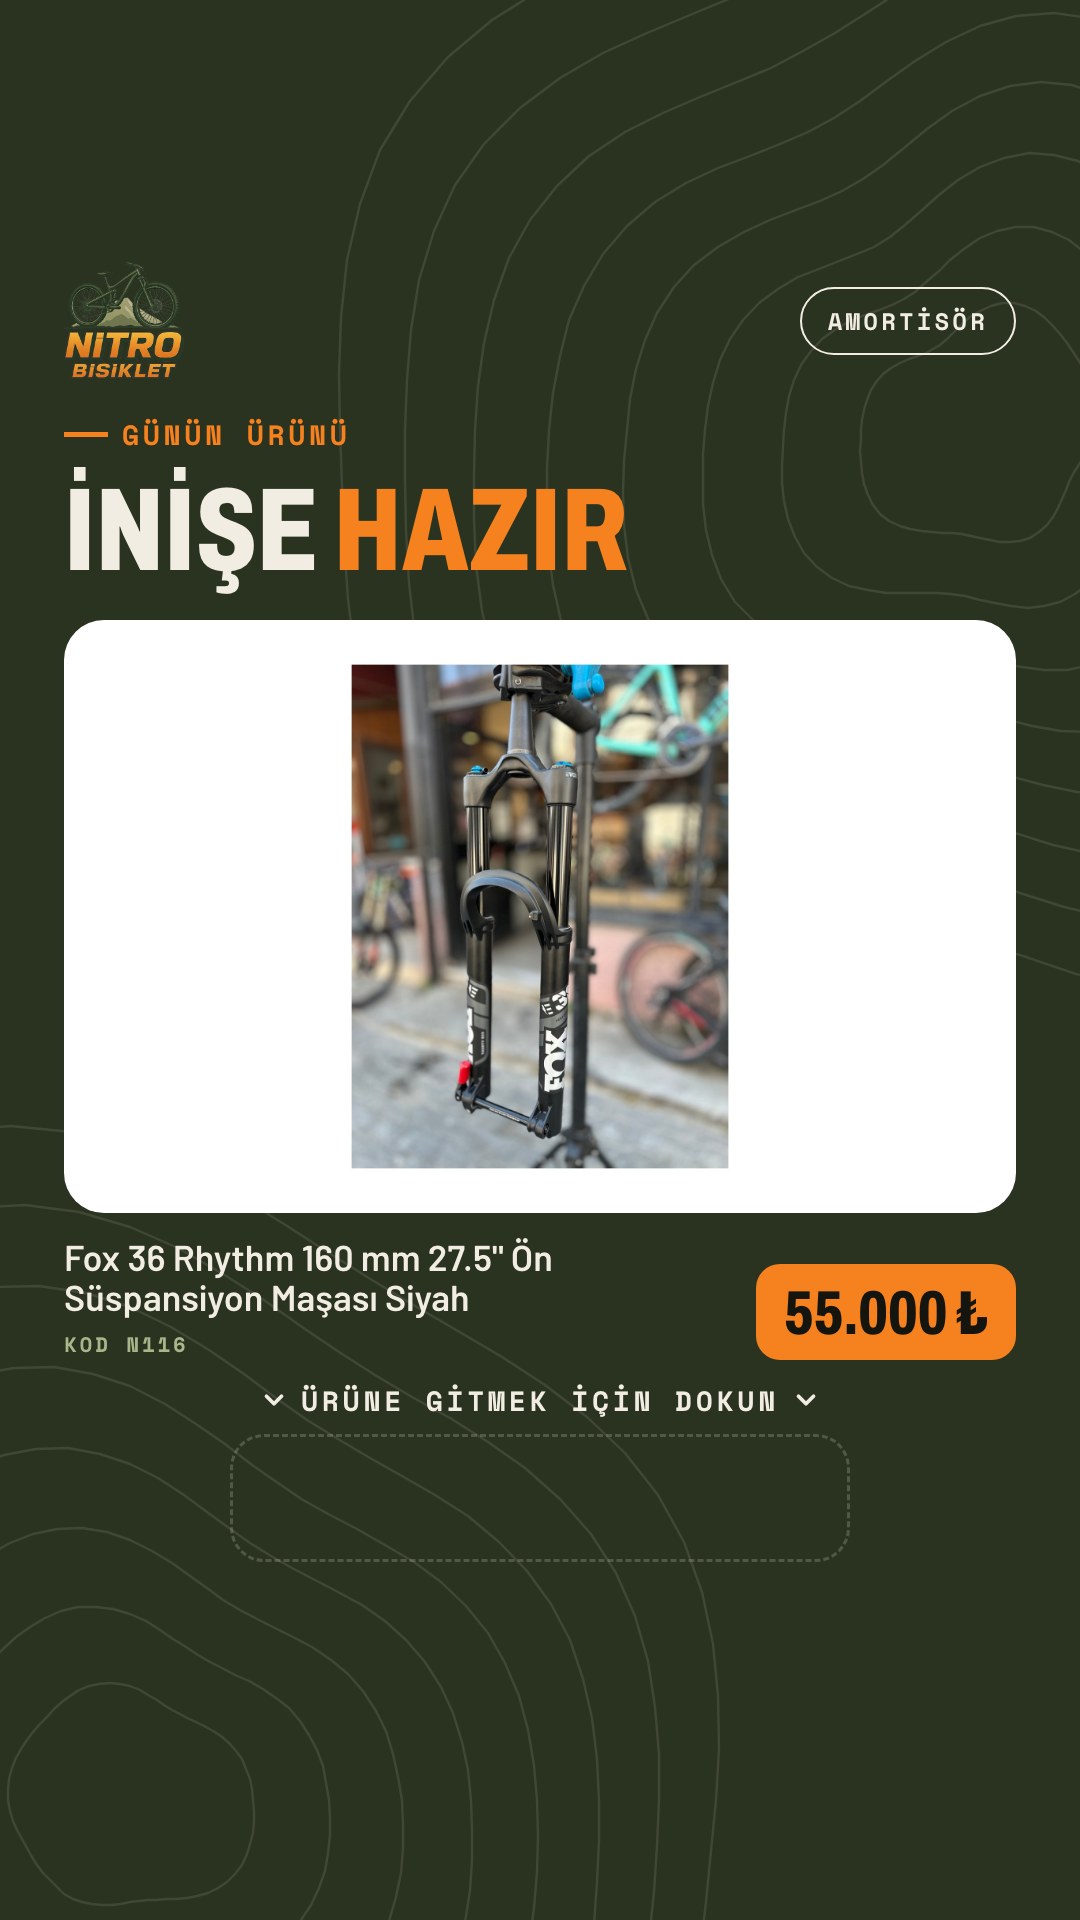 NiTRO
BiSiKLET
AMORTİSÖR
GÜNÜN ÜRÜNÜ
İNİŞE HAZIR
FOX
Fox 36 Rhythm 160 mm 27.5" Ön
Süspansiyon Maşası Siyah
55.000 ₺
KOD N116
ÜRÜNE GİTMEK İÇİN DOKUN